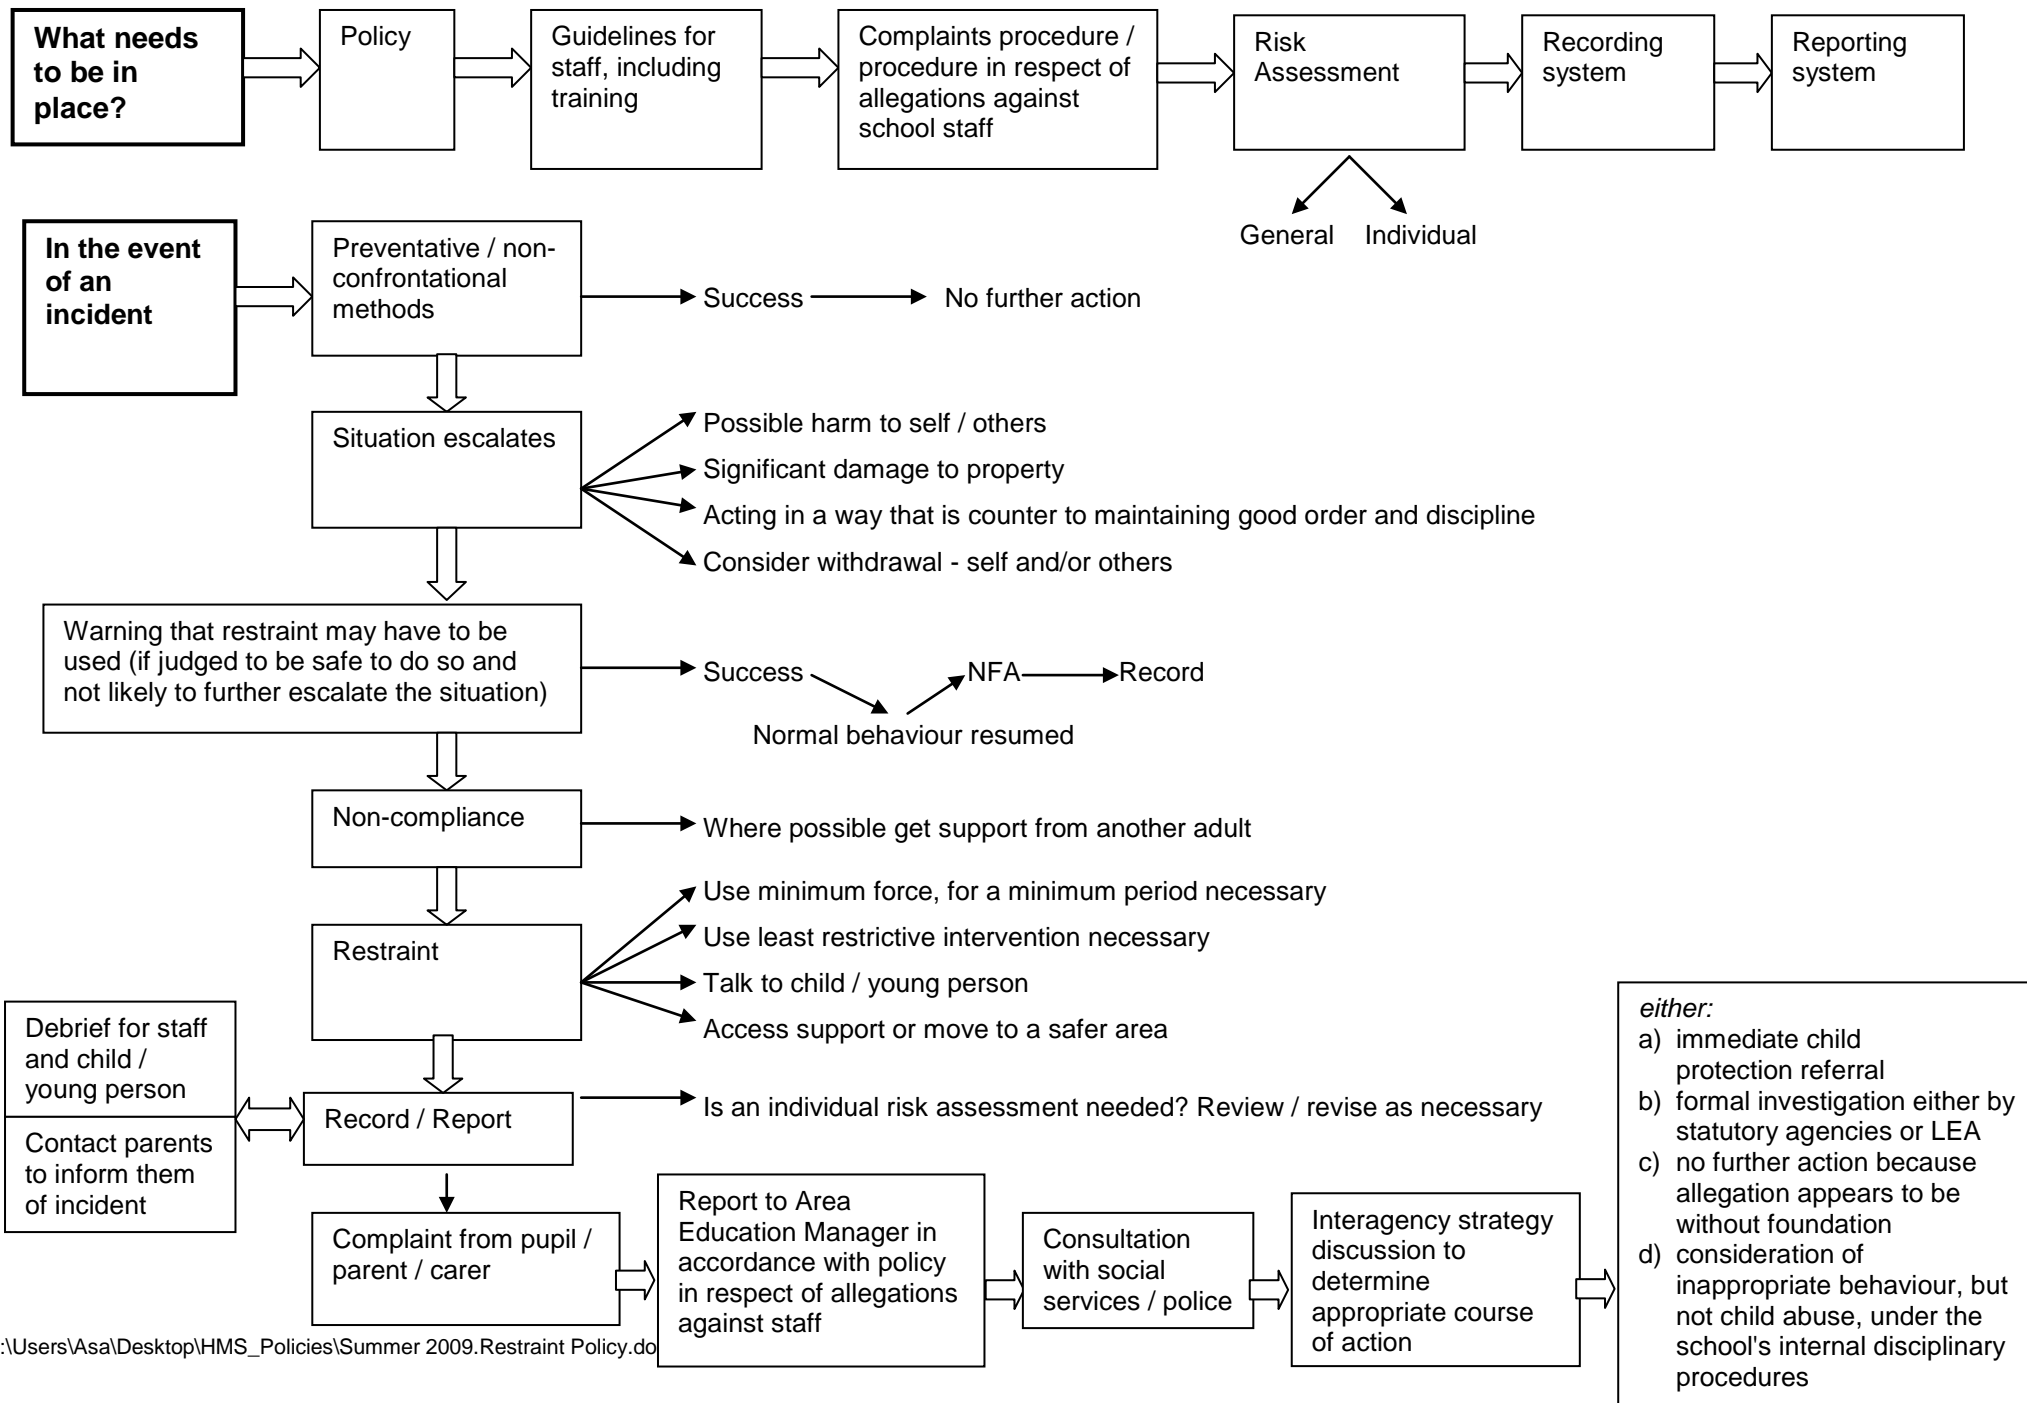 What needs
to be in
place?
Policy
Guidelines for
staff, including
training
Complaints procedure /
procedure in respect of
allegations against
school staff
Risk
Assessment
Recording
system
Reporting
system
General
Individual
In the event
of an
incident
Preventative / non-
confrontational
methods
Success
No further action
Situation escalates
Possible harm to self / others
Significant damage to property
Acting in a way that is counter to maintaining good order and discipline
Consider withdrawal - self and/or others
Warning that restraint may have to be
used (if judged to be safe to do so and
not likely to further escalate the situation)
Success
NFA
Record
Normal behaviour resumed
Non-compliance
Where possible get support from another adult
Restraint
Use minimum force, for a minimum period necessary
Use least restrictive intervention necessary
Talk to child / young person
Access support or move to a safer area
Debrief for staff
and child /
young person
Contact parents
to inform them
of incident
Record / Report
Is an individual risk assessment needed? Review / revise as necessary
Complaint from pupil /
parent / carer
Report to Area
Education Manager in
accordance with policy
in respect of allegations
against staff
Consultation
with social
services / police
Interagency strategy
discussion to
determine
appropriate course
of action
either:
a) immediate child
protection referral
b) formal investigation either by
statutory agencies or LEA
c) no further action because
allegation appears to be
without foundation
d) consideration of
inappropriate behaviour, but
not child abuse, under the
school's internal disciplinary
procedures
:\Users\Asa\Desktop\HMS_Policies\Summer 2009.Restraint Policy.do